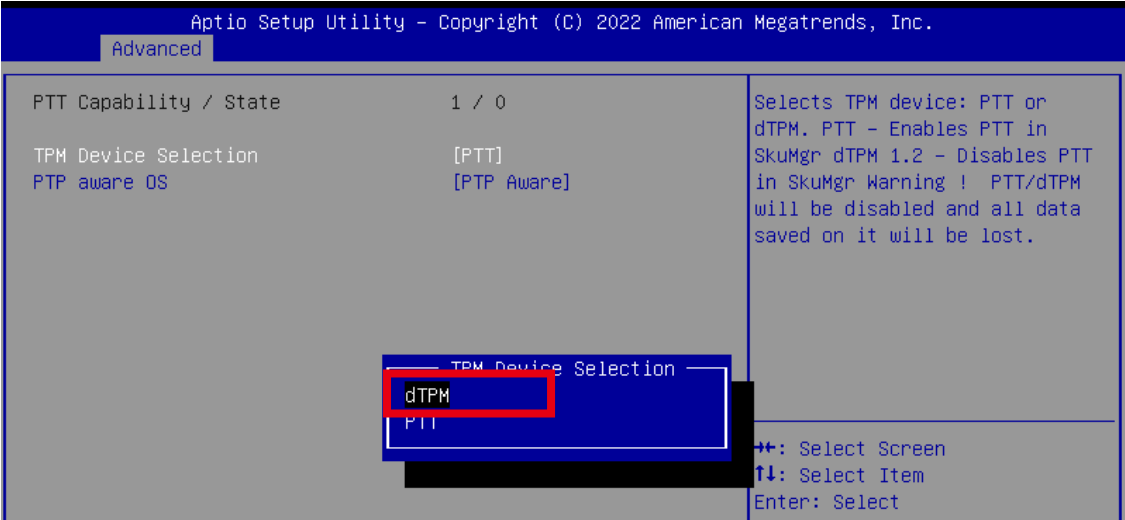 Aptio Setup Utility – Copyright (C) 2022 American Megatrends, Inc.
Advanced
PTT Capability / State 1 / 0
TPM Device Selection [PTT]
PTP aware OS [PTP Aware]
Selects TPM device: PTT or
dTPM. PTT – Enables PTT in
SkuMgr dTPM 1.2 – Disables PTT
in SkuMgr Warning ! PTT/dTPM
will be disabled and all data
saved on it will be lost.
TPM Device Selection
dTPM
PTT
→←: Select Screen
↑↓: Select Item
Enter: Select